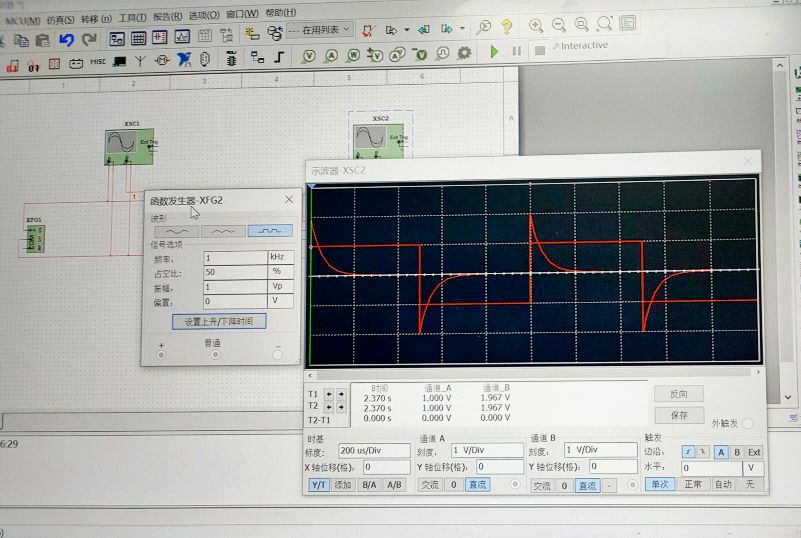 MCU(M) 仿真(S) 转移(n) 工具(T) 报告(R) 选项(O) 窗口(W) 帮助(H)
---在用列表---
MISC
Interactive
1 2 3 4 5 6
A
XSC1
Ext Trig
XSC2
Ext Trig
XFG1
COM
1
函数发生器-XFG2
波形
信号选项
频率: 1 kHz
占空比: 50 %
振幅: 1 Vp
偏置: 0 V
设置上升/下降时间
+ 普通 -
示波器-XSC2
时间 通道_A 通道_B
T1 2.370 s 1.000 V 1.967 V
T2 2.370 s 1.000 V 1.967 V
T2-T1 0.000 s 0.000 V 0.000 V
反向
保存
外触发
时基
标度: 200 us/Div
X 轴位移(格): 0
Y/T 添加 B/A A/B
通道 A
刻度: 1 V/Div
Y 轴位移(格): 0
交流 0 直流
通道 B
刻度: 1 V/Div
Y 轴位移(格): 0
交流 0 直流 -
触发
边沿: A B Ext
水平: 0 V
单次 正常 自动 无
6:29